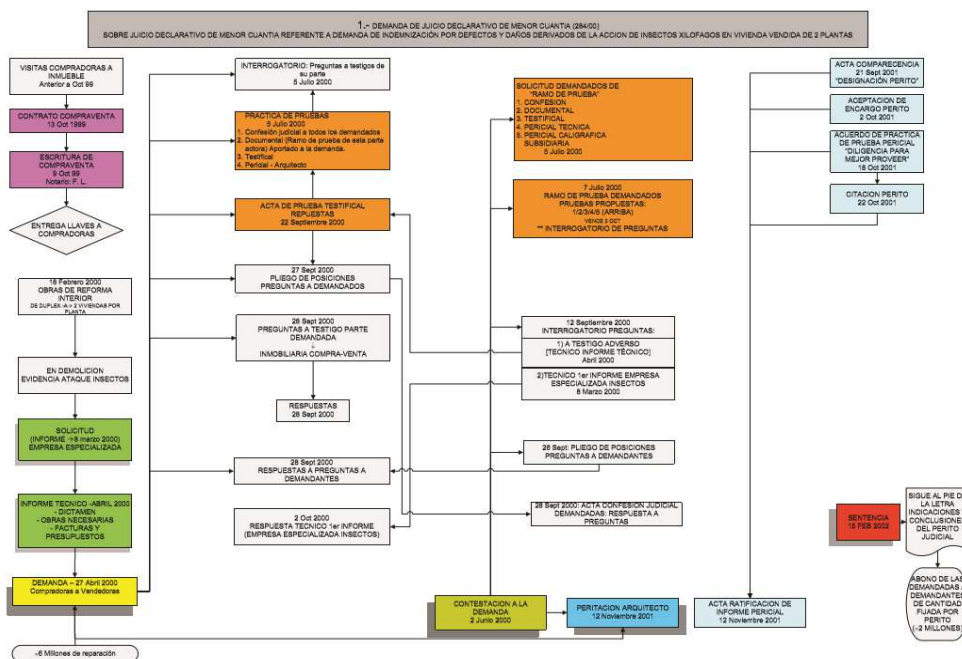 1.- DEMANDA DE JUICIO DECLARATIVO DE MENOR CUANTIA (284/00)
SOBRE JUICIO DECLARATIVO DE MENOR CUANTIA REFERENTE A DEMANDA DE INDEMNIZACIÓN POR DEFECTOS Y DAÑOS DERIVADOS DE LA ACCION DE INSECTOS XILOFAGOS EN VIVIENDA VENDIDA DE 2 PLANTAS
VISITAS COMPRADORAS A
INMUEBLE
Anterior a Oct 99
CONTRATO COMPRAVENTA
13 Oct 1999
ESCRITURA DE
COMPRAVENTA
9 Oct 99
Notario: F. L.
ENTREGA LLAVES A
COMPRADORAS
18 Febrero 2000
OBRAS DE REFORMA
INTERIOR
DE DUPLEX -A-> 2 VIVIENDAS POR
PLANTA
EN DEMOLICION
EVIDENCIA ATAQUE INSECTOS
SOLICITUD
(INFORME →8 marzo 2000)
EMPRESA ESPECIALIZADA
INFORME TECNICO -ABRIL 2000
- DICTAMEN
- OBRAS NECESARIAS
- FACTURAS Y
PRESUPUESTOS
DEMANDA – 27 Abril 2000
Compradoras a Vendedoras
~6 Millones de reparación
INTERROGATORIO: Preguntas a testigos de
su parte
5 Julio 2000
PRACTICA DE PRUEBAS
5 Julio 2000
1. Confesión judicial a todos los demandados
2. Documental (Ramo de prueba de esta parte
actora) Aportado a la demanda.
3. Testifical
4. Pericial - Arquitecto
ACTA DE PRUEBA TESTIFICAL
REPUESTAS
22 Septiembre 2000
27 Sept 2000
PLIEGO DE POSICIONES
PREGUNTAS A DEMANDADOS
26 Sept 2000
PREGUNTAS A TESTIGO PARTE
DEMANDADA
↓
INMOBILIARIA COMPRA-VENTA
RESPUESTAS
28 Sept 2000
28 Sept 2000
RESPUESTAS A PREGUNTAS A
DEMANDANTES
2 Oct 2000
RESPUESTA TECNICO 1er INFORME
(EMPRESA ESPECIALIZADA INSECTOS)
SOLICITUD DEMANDADOS DE
"RAMO DE PRUEBA"
1. CONFESION
2. DOCUMENTAL
3. TESTIFICAL
4. PERICIAL TECNICA
5. PERICIAL CALIGRAFICA
SUBSIDIARIA
5 Julio 2000
7 Julio 2000
RAMO DE PRUEBA DEMANDADOS
PRUEBAS PROPUESTAS:
1/2/3/4/5 (ARRIBA)
VENCE 2 OCT
** INTERROGATORIO DE PREGUNTAS
12 Septiembre 2000
INTERROGATORIO PREGUNTAS:
1) A TESTIGO ADVERSO
[TECNICO INFORME TÉCNICO]
Abril 2000
2)TECNICO 1er INFORME EMPRESA
ESPECIALIZADA INSECTOS
8 Marzo 2000
26 Sept: PLIEGO DE POSICIONES
PREGUNTAS A DEMANDANTES
28 Sept 2000: ACTA CONFESIÓN JUDICIAL
DEMANDADAS: RESPUETA A
PREGUNTAS
CONTESTACION A LA
DEMANDA
2 Junio 2000
PERITACION ARQUITECTO
12 Noviembre 2001
ACTA COMPARECENCIA
21 Sept 2001
"DESIGNACIÓN PERITO"
ACEPTACION DE
ENCARGO PERITO
2 Oct 2001
ACUERDO DE PRACTICA
DE PRUEBA PERICIAL
"DILIGENCIA PARA
MEJOR PROVEER"
18 Oct 2001
CITACION PERITO
22 Oct 2001
ACTA RATIFICACION DE
INFORME PERICIAL
12 Noviembre 2001
SENTENCIA
15 FEB 2002
SIGUE AL PIE DE
LA LETRA
INDICACIONES
CONCLUSIONES
DEL PERITO
JUDICIAL
ABONO DE LAS
DEMANDADAS
DEMANDANTES
DE CANTIDAD
FIJADA POR
PERITO
(~2 MILLONES)